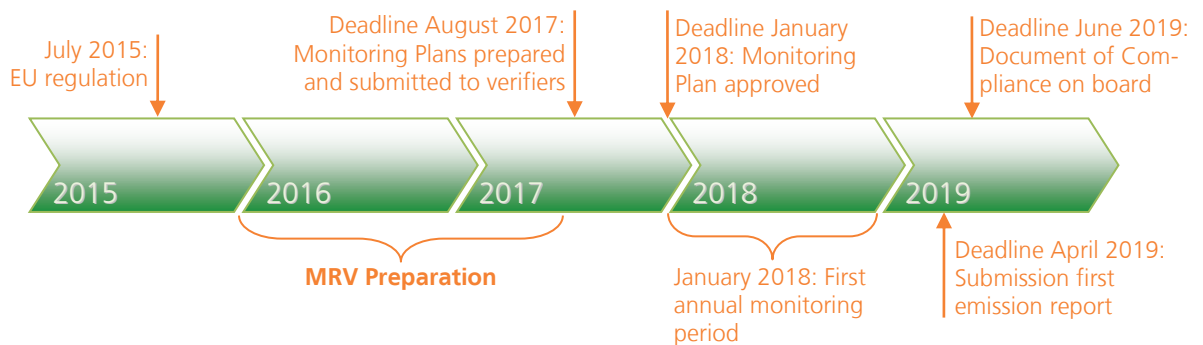 July 2015:
EU regulation
Deadline August 2017:
Monitoring Plans prepared
and submitted to verifiers
Deadline January
2018: Monitoring
Plan approved
Deadline June 2019:
Document of Com-
pliance on board
2015
2016
2017
2018
2019
MRV Preparation
January 2018: First
annual monitoring
period
Deadline April 2019:
Submission first
emission report